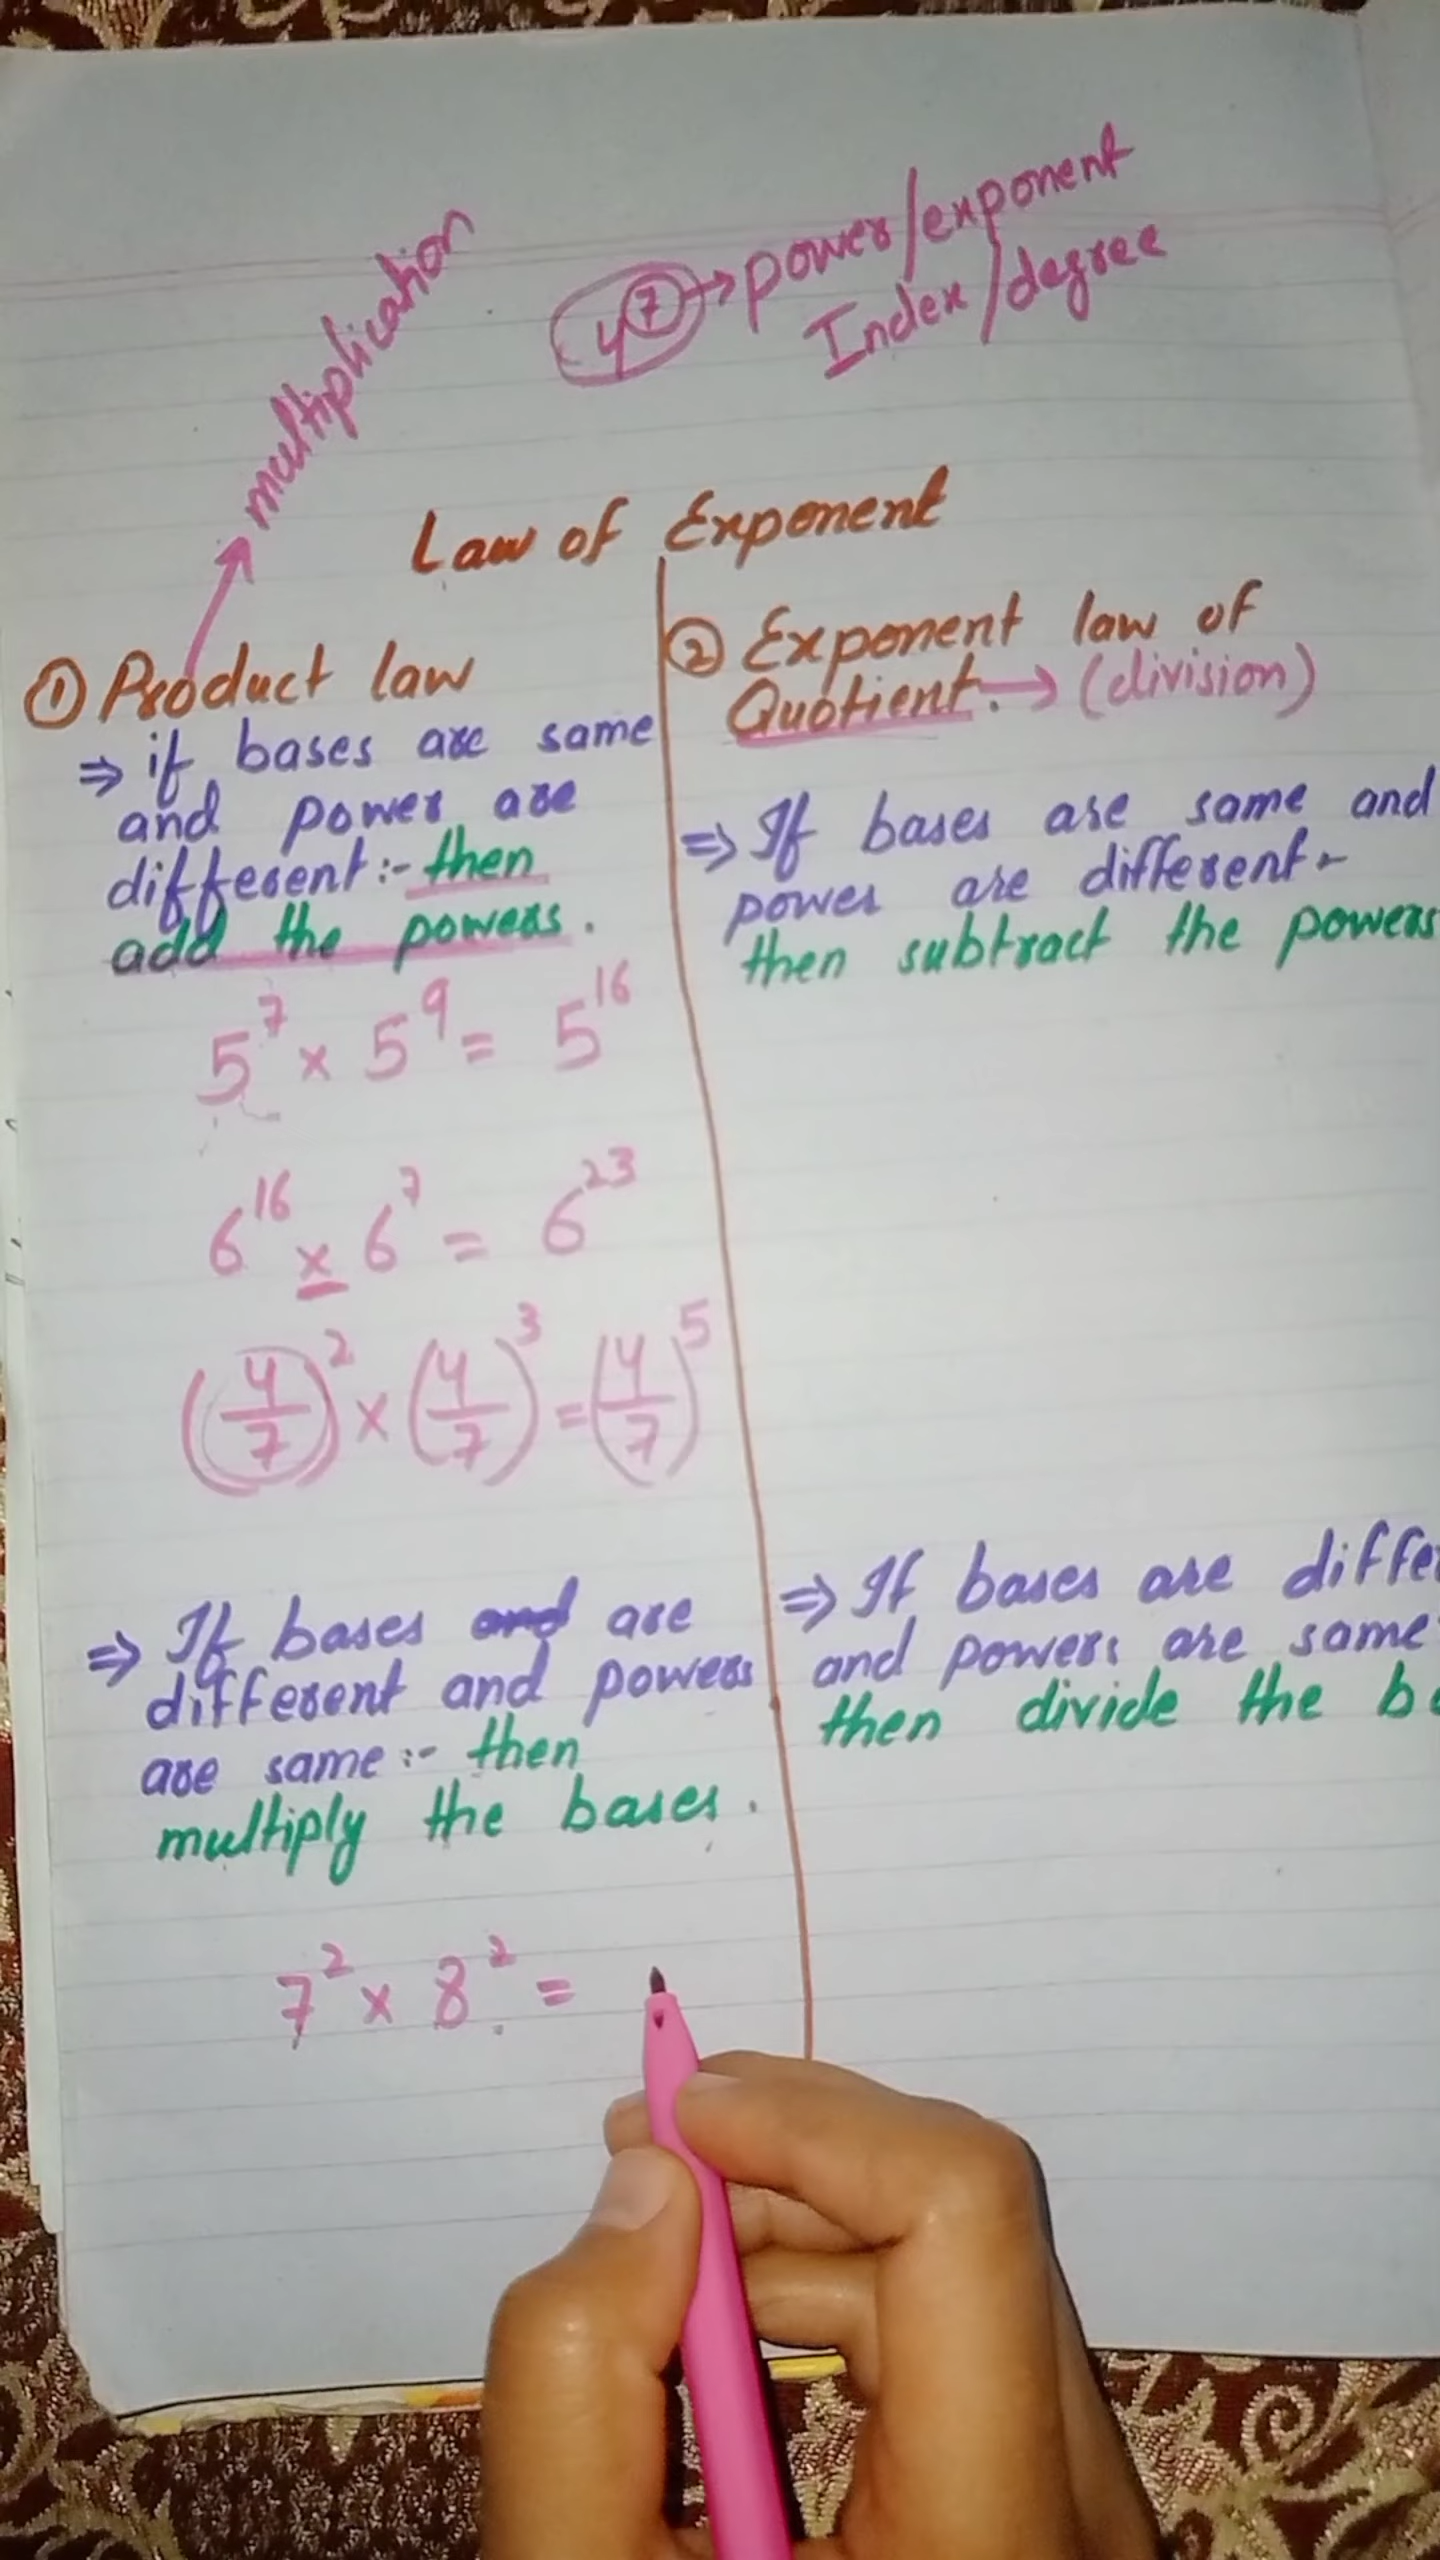 multiplication
4⁷ → power/exponent
Index/degree
Law of Exponent
① Product law
⇒ if bases are same
and power are
different :- then
add the powers.
5⁷ × 5⁹ = 5¹⁶
6¹⁶ × 6⁷ = 6²³
(4/7)² × (4/7)³ = (4/7)⁵
⇒ If bases and are
different and powers
are same :- then
multiply the bases.
7² × 8² =
② Exponent law of
Quotient. → (division)
⇒ If bases are same and
power are different -
then subtract the powers
⇒ If bases are diffe
and powers are same
then divide the b